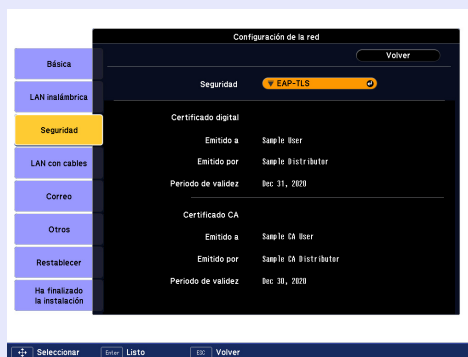 Configuración de la red
Volver
Básica
LAN inalámbrica
Seguridad
LAN con cables
Correo
Otros
Restablecer
Ha finalizado
la instalación
Seguridad EAP-TLS
Certificado digital
Emitido a Sample User
Emitido por Sample Distributor
Periodo de validez Dec 31, 2020
Certificado CA
Emitido a Sample CA User
Emitido por Sample CA Distributor
Periodo de validez Dec 30, 2020
Seleccionar Enter Listo ESC Volver